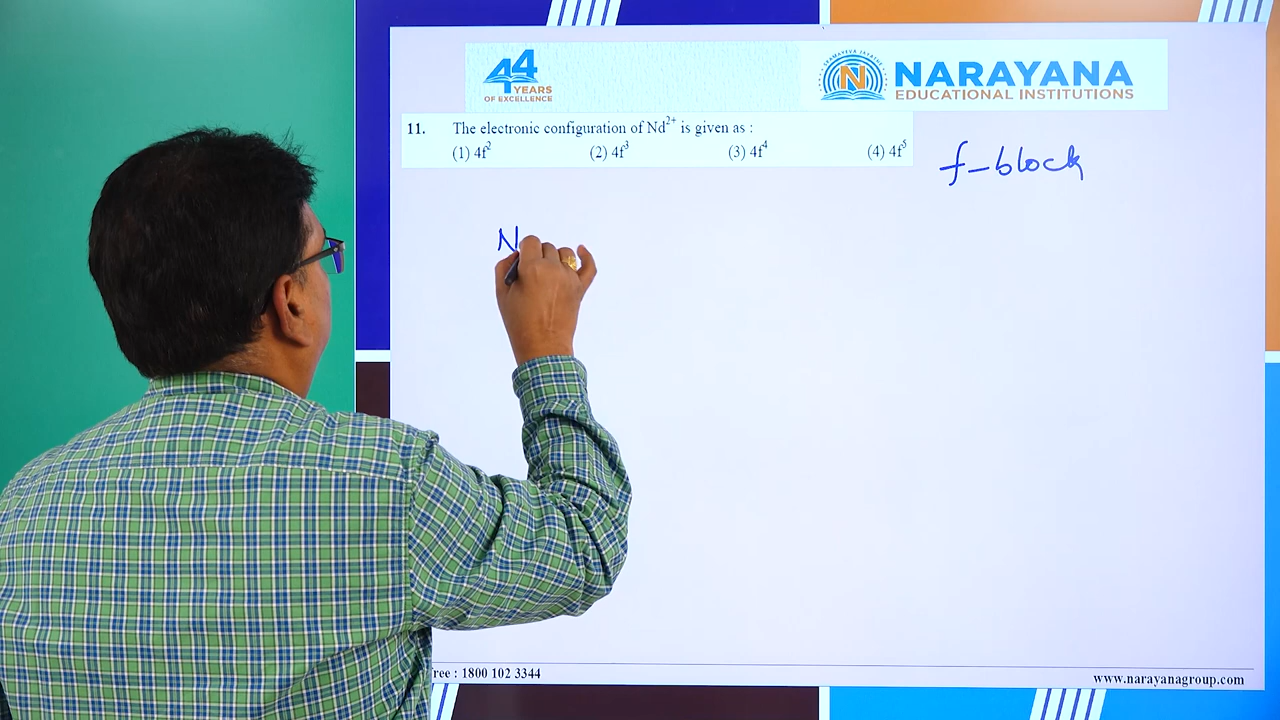 44
YEARS
OF EXCELLENCE
N
NARAYANA
EDUCATIONAL INSTITUTIONS
11. The electronic configuration of Nd²⁺ is given as :
(1) 4f² (2) 4f³ (3) 4f⁴ (4) 4f⁵
f-block
N
ree : 1800 102 3344
www.narayanagroup.com